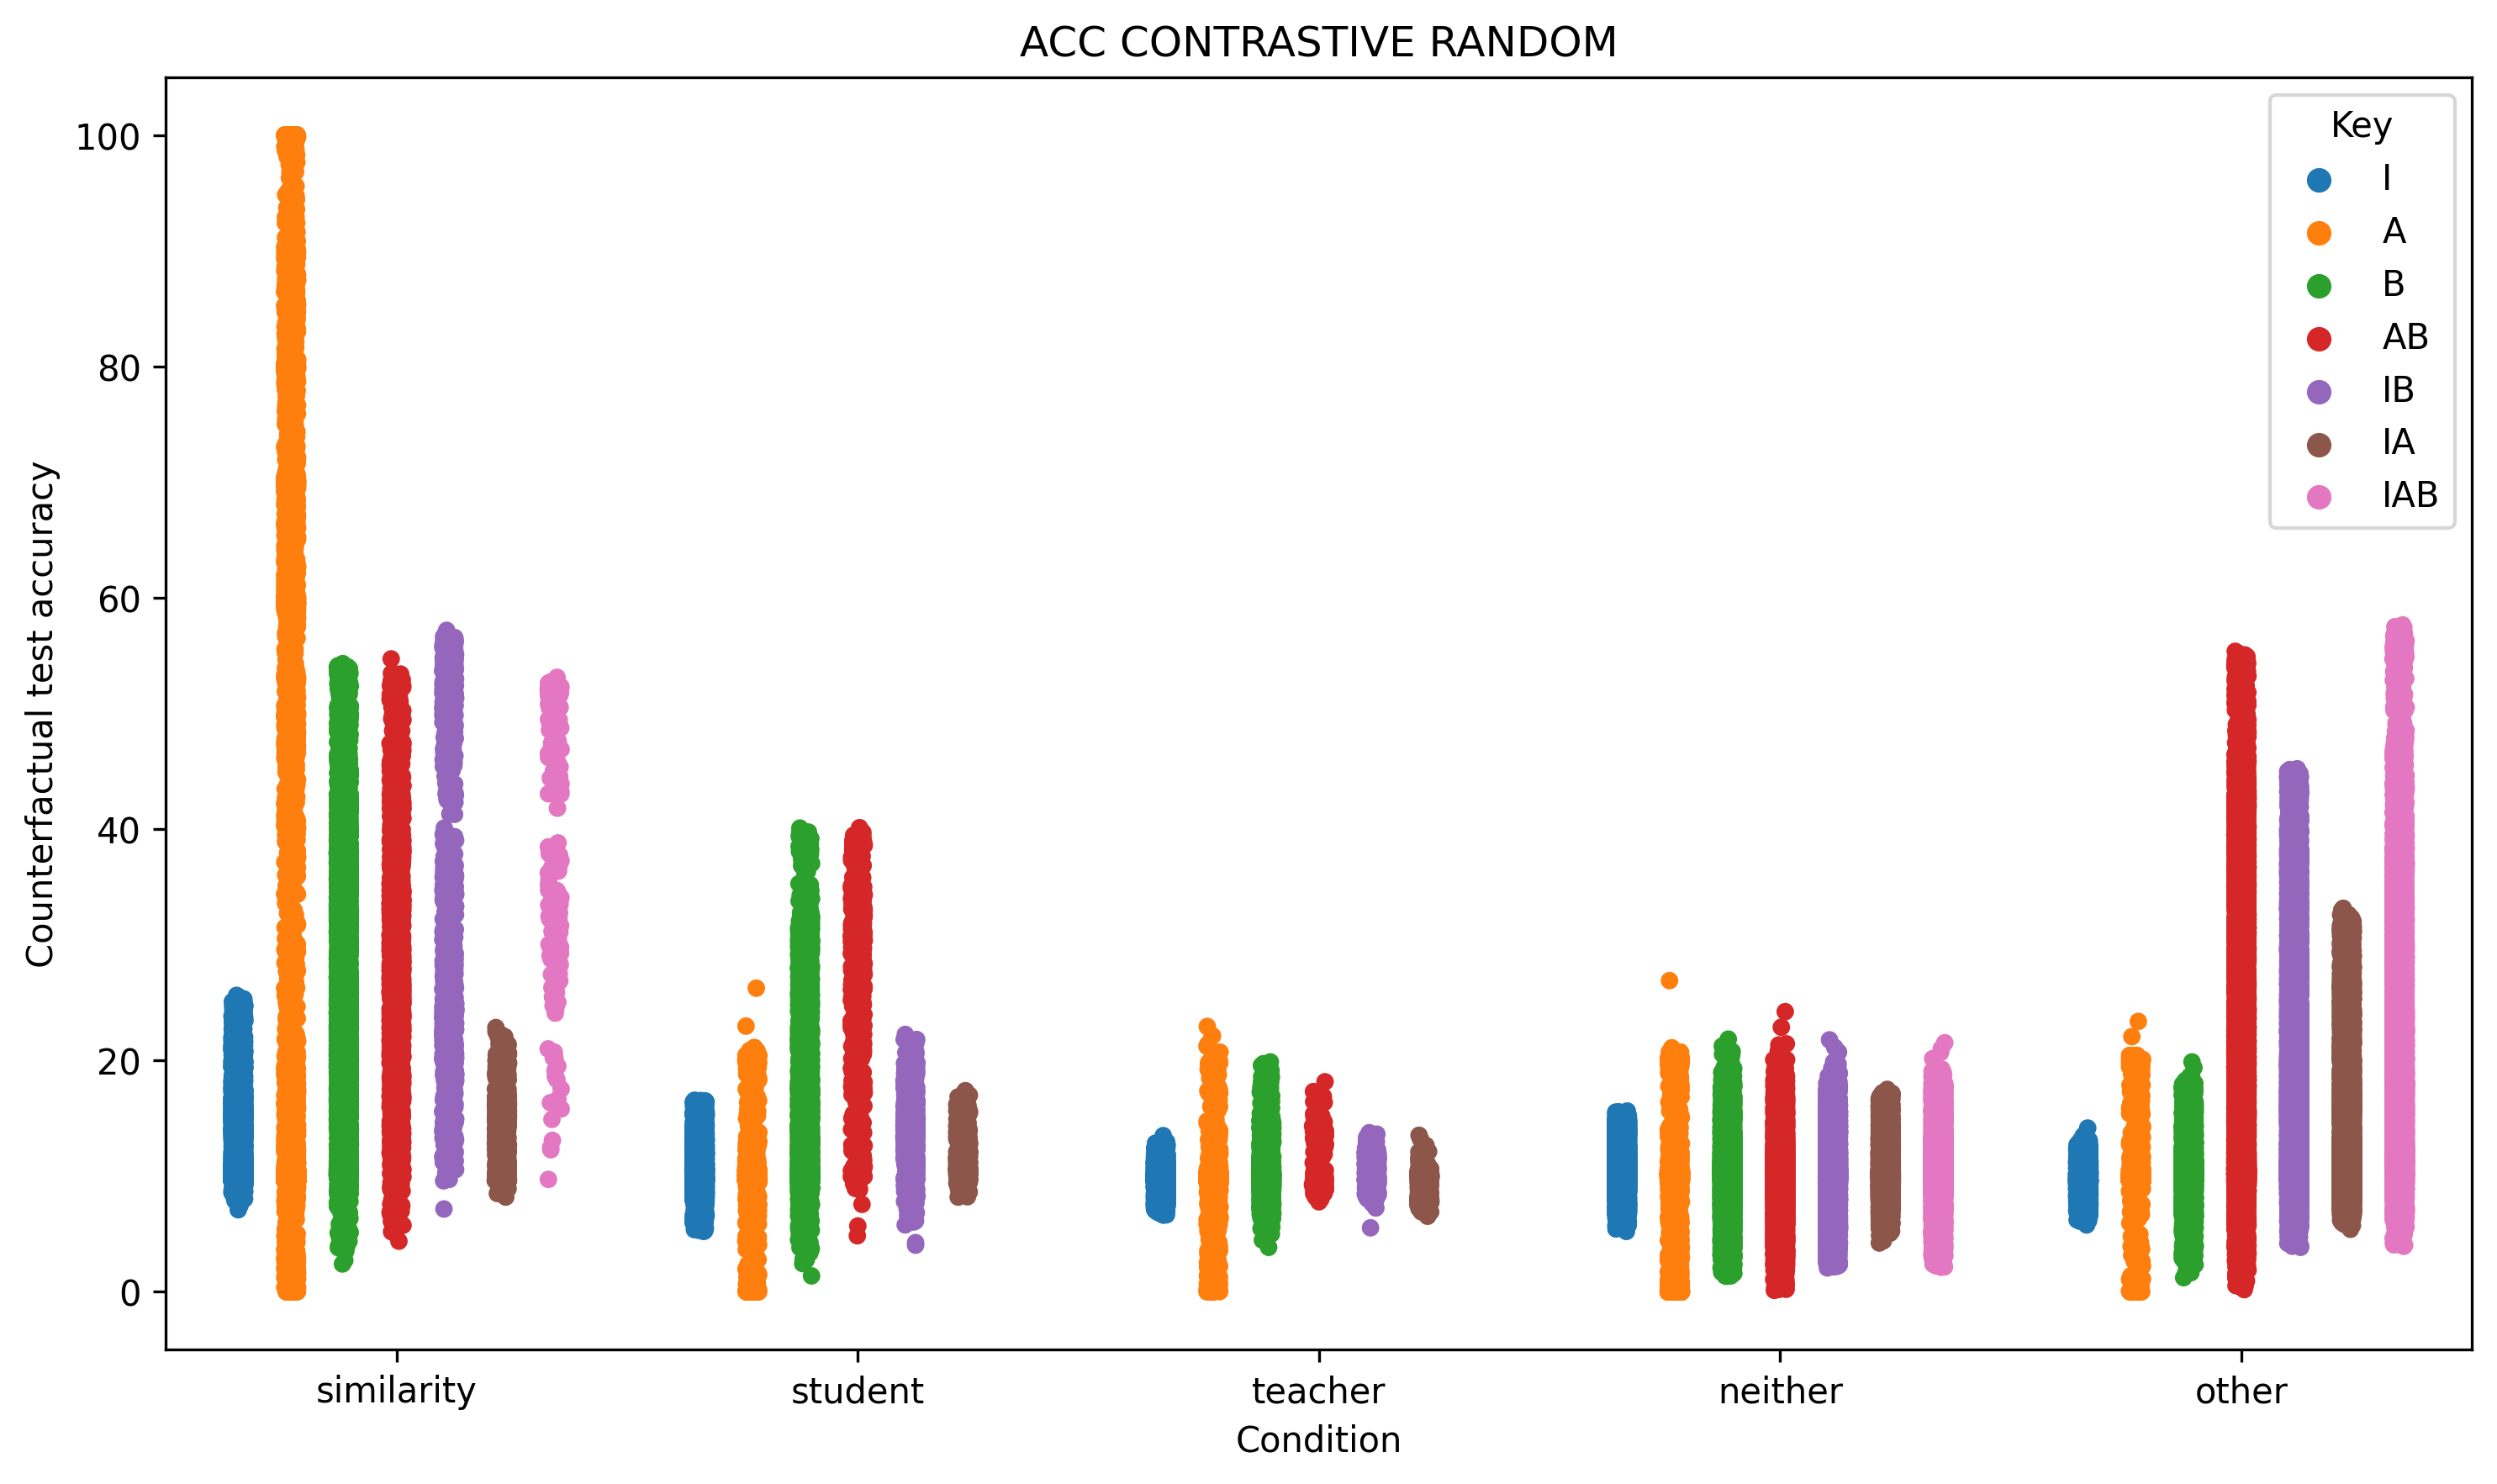 ACC CONTRASTIVE RANDOM
Counterfactual test accuracy
100
80
60
40
20
0
similarity
student
teacher
neither
other
Condition
Key
I
A
B
AB
IB
IA
IAB